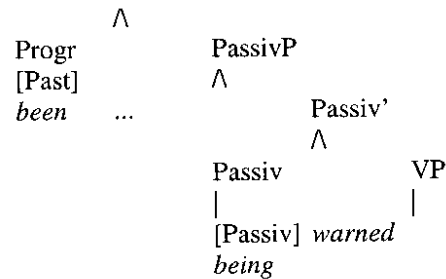 /\
Progr PassivP
[Past] /\
been ... Passiv'
/\
Passiv VP
| |
[Passiv] warned
being